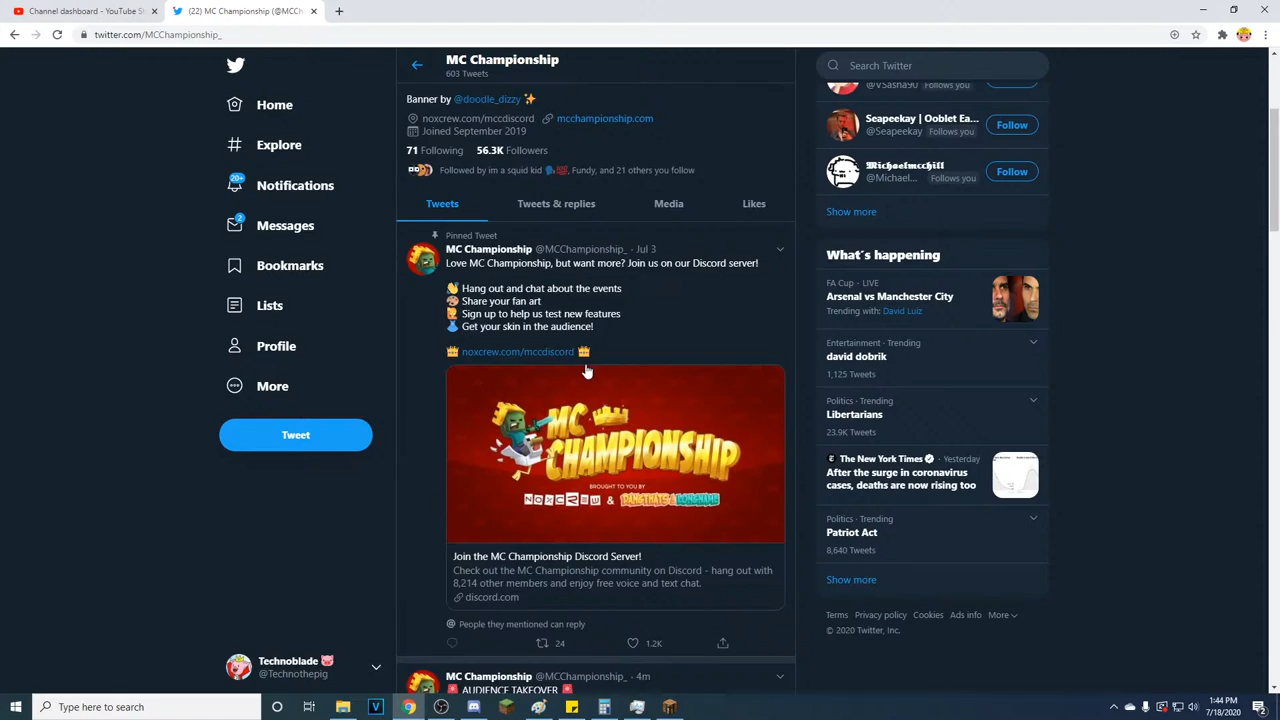 Channel dashboard - YouTube St
(22) MC Championship (@MCCh
twitter.com/MCChampionship_
Home
Explore
20+
Notifications
2
Messages
Bookmarks
Lists
Profile
More
Tweet
Technoblade
@Technothepig
MC Championship
603 Tweets
Banner by @doodle_dizzy
noxcrew.com/mccdiscord mcchampionship.com
Joined September 2019
71 Following 56.3K Followers
Followed by im a squid kid, Fundy, and 21 others you follow
Tweets Tweets & replies Media Likes
Pinned Tweet
MC Championship @MCChampionship_ · Jul 3
Love MC Championship, but want more? Join us on our Discord server!
Hang out and chat about the events
Share your fan art
Sign up to help us test new features
Get your skin in the audience!
noxcrew.com/mccdiscord
MC
CHAMPIONSHIP
BROUGHT TO YOU BY
NOXCREW &
Join the MC Championship Discord Server!
Check out the MC Championship community on Discord - hang out with
8,214 other members and enjoy free voice and text chat.
discord.com
People they mentioned can reply
24 1.2K
MC Championship @MCChampionship_ · 4m
AUDIENCE TAKEOVER
Search Twitter
@VSasha90 Follows you
Follow
Seapeekay | Ooblet Ea...
@Seapeekay Follows you
Follow
Michaelmcchill
@Michael... Follows you
Follow
Show more
What's happening
FA Cup · LIVE
Arsenal vs Manchester City
Trending with: David Luiz
Entertainment · Trending
david dobrik
1,125 Tweets
Politics · Trending
Libertarians
23.9K Tweets
The New York Times · Yesterday
After the surge in coronavirus
cases, deaths are now rising too
Politics · Trending
Patriot Act
8,640 Tweets
Show more
Terms Privacy policy Cookies Ads info More
© 2020 Twitter, Inc.
Type here to search
1:44 PM
7/18/2020
2